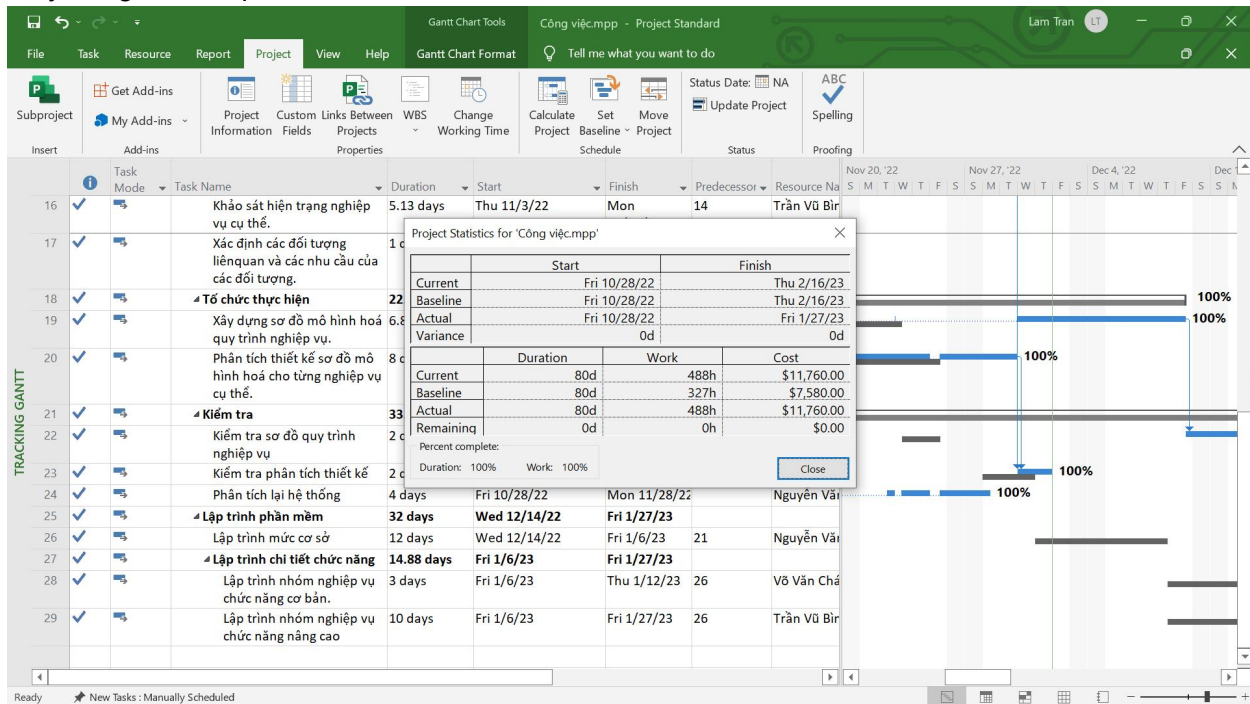 Gantt Chart Tools Công việc.mpp - Project Standard Lam Tran LT
File Task Resource Report Project View Help Gantt Chart Format Tell me what you want to do
Subproject
Get Add-ins
My Add-ins
Project Information
Custom Fields
Links Between Projects
WBS
Change Working Time
Calculate Project
Set Baseline
Move Project
Status Date: NA
Update Project
ABC
Spelling
Insert Add-ins Properties Schedule Status Proofing
Task Mode Task Name Duration Start Finish Predecessor Resource Na
Nov 20, '22 Nov 27, '22 Dec 4, '22 Dec
S M T W T F S S M T W T F S S M T W T F S S
TRACKING GANTT
16 Khảo sát hiện trạng nghiệp 5.13 days Thu 11/3/22 Mon 14 Trần Vũ Bìn
vụ cụ thể.
17 Xác định các đối tượng 1
liênquan và các nhu cầu của
các đối tượng.
18 Tố chức thực hiện 22 100%
19 Xây dựng sơ đồ mô hình hoá 6.8 100%
quy trình nghiệp vụ.
20 Phân tích thiết kế sơ đồ mô 8 100%
hình hoá cho từng nghiệp vụ
cụ thể.
21 Kiểm tra 33
22 Kiểm tra sơ đồ quy trình 2
nghiệp vụ
23 Kiểm tra phân tích thiết kế 2 100%
24 Phân tích lại hệ thống 4 days Fri 10/28/22 Mon 11/28/22 Nguyễn Văn 100%
25 Lập trình phần mềm 32 days Wed 12/14/22 Fri 1/27/23
26 Lập trình mức cơ sở 12 days Wed 12/14/22 Fri 1/6/23 21 Nguyễn Văn
27 Lập trình chi tiết chức năng 14.88 days Fri 1/6/23 Fri 1/27/23
28 Lập trình nhóm nghiệp vụ 3 days Fri 1/6/23 Thu 1/12/23 26 Võ Văn Chá
chức năng cơ bản.
29 Lập trình nhóm nghiệp vụ 10 days Fri 1/6/23 Fri 1/27/23 26 Trần Vũ Bìn
chức năng nâng cao
Project Statistics for 'Công việc.mpp'
Start Finish
Current Fri 10/28/22 Thu 2/16/23
Baseline Fri 10/28/22 Thu 2/16/23
Actual Fri 10/28/22 Fri 1/27/23
Variance 0d 0d
Duration Work Cost
Current 80d 488h $11,760.00
Baseline 80d 327h $7,580.00
Actual 80d 488h $11,760.00
Remaining 0d 0h $0.00
Percent complete:
Duration: 100% Work: 100%
Close
Ready New Tasks : Manually Scheduled